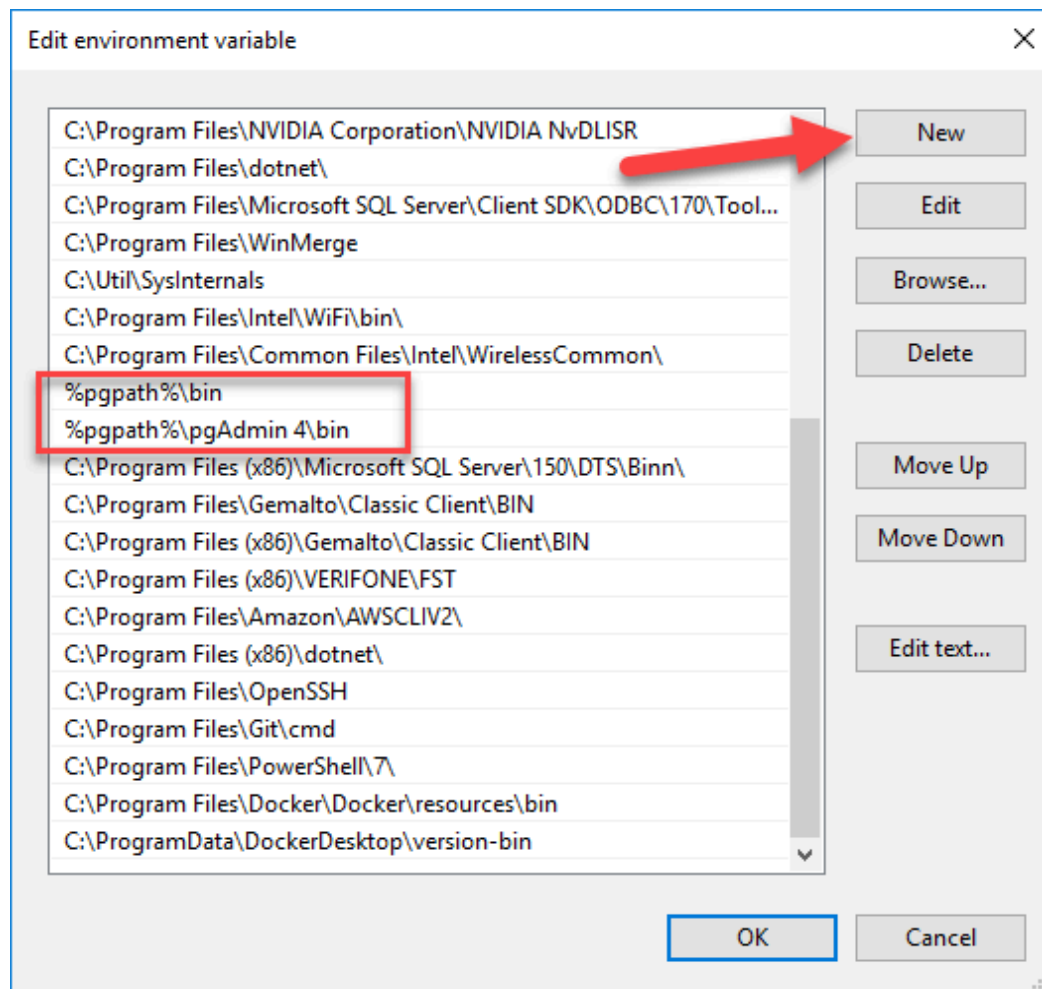 Edit environment variable
C:\Program Files\NVIDIA Corporation\NVIDIA NvDLISR
New
C:\Program Files\dotnet\
C:\Program Files\Microsoft SQL Server\Client SDK\ODBC\170\Tool...
Edit
C:\Program Files\WinMerge
C:\Util\SysInternals
Browse...
C:\Program Files\Intel\WiFi\bin\
C:\Program Files\Common Files\Intel\WirelessCommon\
Delete
%pgpath%\bin
%pgpath%\pgAdmin 4\bin
C:\Program Files (x86)\Microsoft SQL Server\150\DTS\Binn\
Move Up
C:\Program Files\Gemalto\Classic Client\BIN
C:\Program Files (x86)\Gemalto\Classic Client\BIN
Move Down
C:\Program Files (x86)\VERIFONE\FST
C:\Program Files\Amazon\AWSCLIV2\
C:\Program Files (x86)\dotnet\
Edit text...
C:\Program Files\OpenSSH
C:\Program Files\Git\cmd
C:\Program Files\PowerShell\7\
C:\Program Files\Docker\Docker\resources\bin
C:\ProgramData\DockerDesktop\version-bin
OK
Cancel